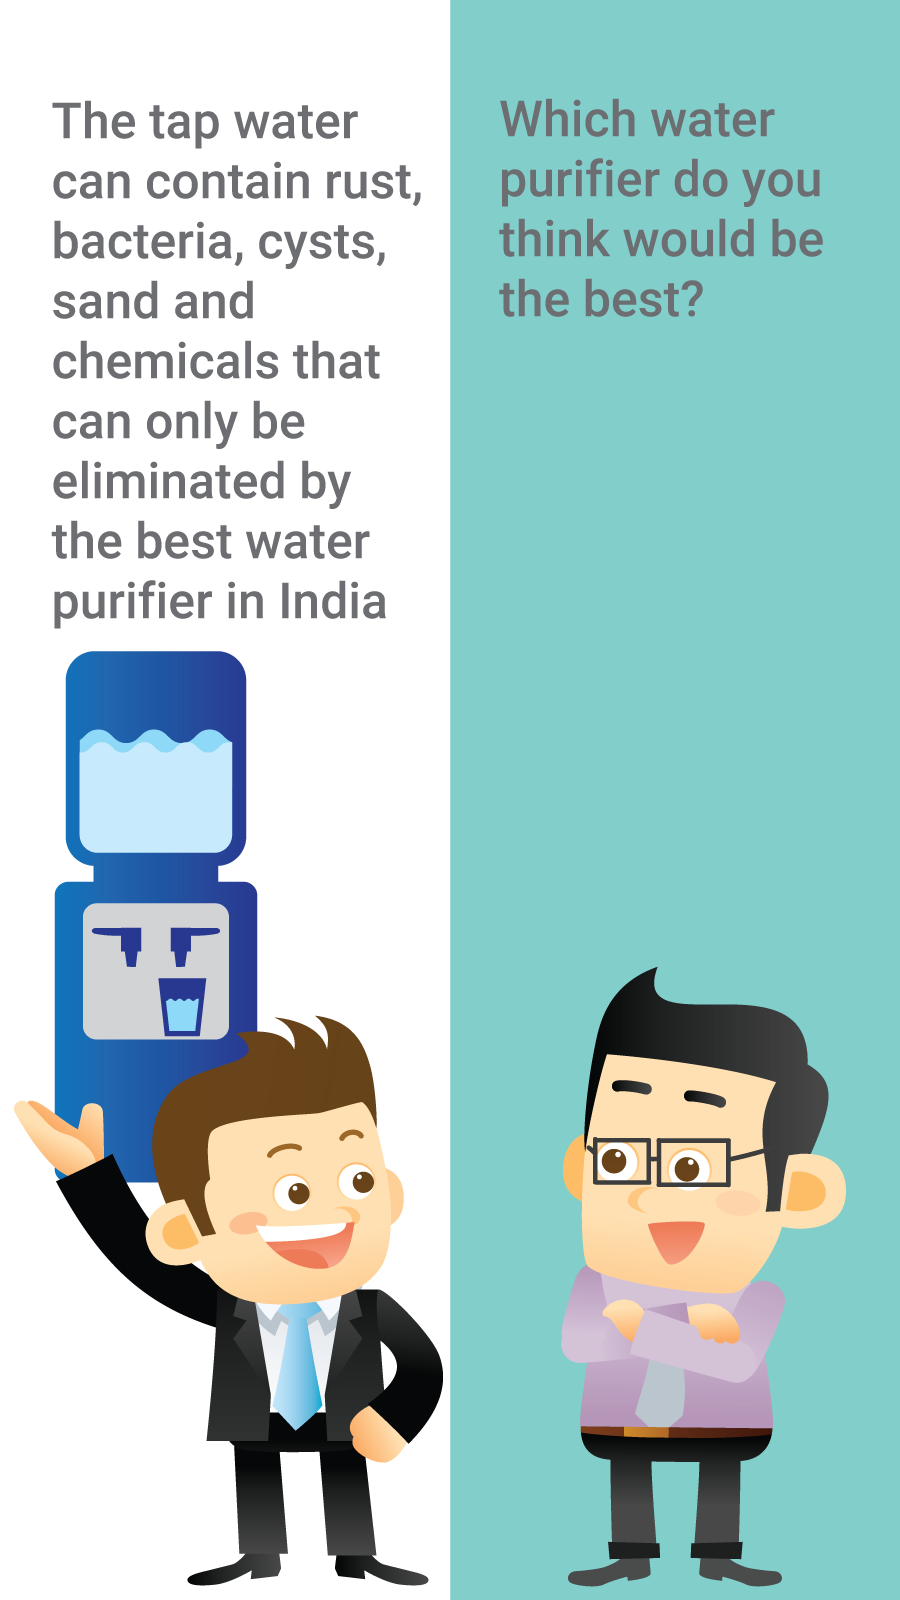 The tap water
can contain rust,
bacteria, cysts,
sand and
chemicals that
can only be
eliminated by
the best water
purifier in India
Which water
purifier do you
think would be
the best?